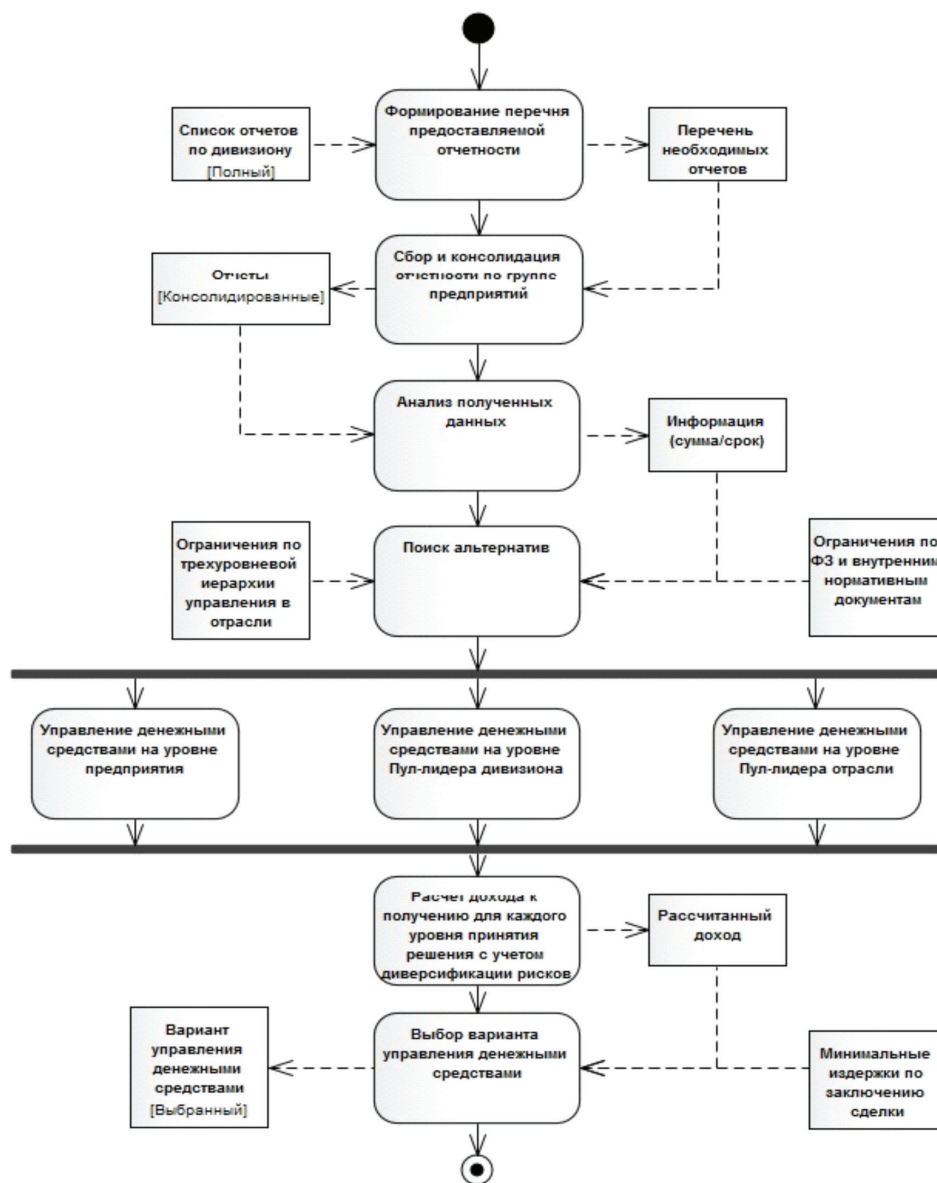 Формирование перечня
предоставляемой
отчетности
Список отчетов
по дивизиону
[Полный]
Перечень
необходимых
отчетов
Сбор и консолидация
отчетности по группе
предприятий
Отчеты
[Консолидированные]
Анализ полученных
данных
Информация
(сумма/срок)
Ограничения по
трехуровневой
иерархии
управления в
отрасли
Поиск альтернатив
Ограничения по
ФЗ и внутренним
нормативным
документам
Управление денежными
средствами на уровне
предприятия
Управление денежными
средствами на уровне
Пул-лидера дивизиона
Управление денежными
средствами на уровне
Пул-лидера отрасли
Расчет дохода к
получению для каждого
уровня принятия
решения с учетом
диверсификации рисков
Рассчитанный
доход
Вариант
управления
денежными
средствами
[Выбранный]
Выбор варианта
управления денежными
средствами
Минимальные
издержки по
заключению
сделки